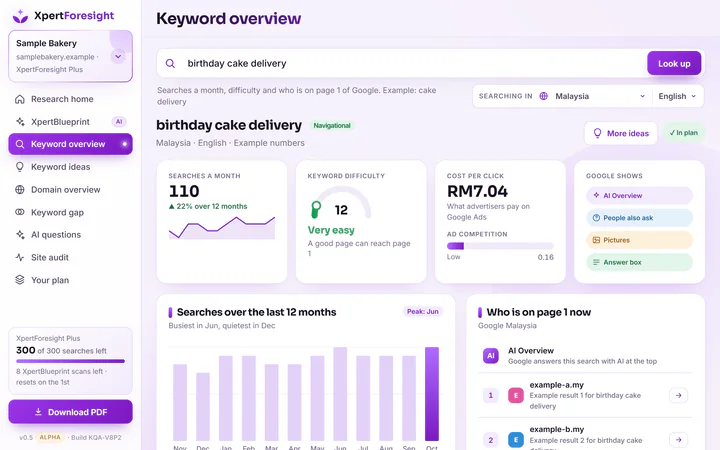 XpertForesight
Sample Bakery
samplebakery.example ·
XpertForesight Plus
Research home
XpertBlueprint AI
Keyword overview
Keyword ideas
Domain overview
Keyword gap
AI questions
Site audit
Your plan
XpertForesight Plus
300 of 300 searches left
8 XpertBlueprint scans left ·
resets on the 1st
Download PDF
v0.5 ALPHA · Build KQA-V8P2
Keyword overview
birthday cake delivery
Look up
Searches a month, difficulty and who is on page 1 of Google. Example: cake
delivery
SEARCHING IN Malaysia English
birthday cake delivery Navigational
Malaysia · English · Example numbers
More ideas
✓ In plan
SEARCHES A MONTH
110
▲ 22% over 12 months
KEYWORD DIFFICULTY
12
Very easy
A good page can reach page
1
COST PER CLICK
RM7.04
What advertisers pay on
Google Ads
AD COMPETITION
Low 0.16
GOOGLE SHOWS
AI Overview
People also ask
Pictures
Answer box
Searches over the last 12 months Peak: Jun
Busiest in Jun, quietest in Dec
Nov Dec Jan Feb Mar Apr May Jun Jul Aug Sep Oct
Who is on page 1 now
Google Malaysia
AI AI Overview
Google answers this search with AI at the top
1 E example-a.my
Example result 1 for birthday cake
delivery
2 E example-b.my
Example result 2 for birthday cake
delivery